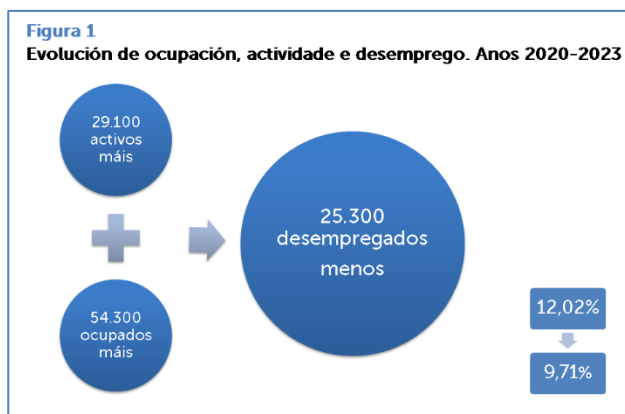 Figura 1
Evolución de ocupación, actividade e desemprego. Anos 2020-2023
29.100
activos
máis
54.300
ocupados
máis
25.300
desempregados
menos
12,02%
9,71%